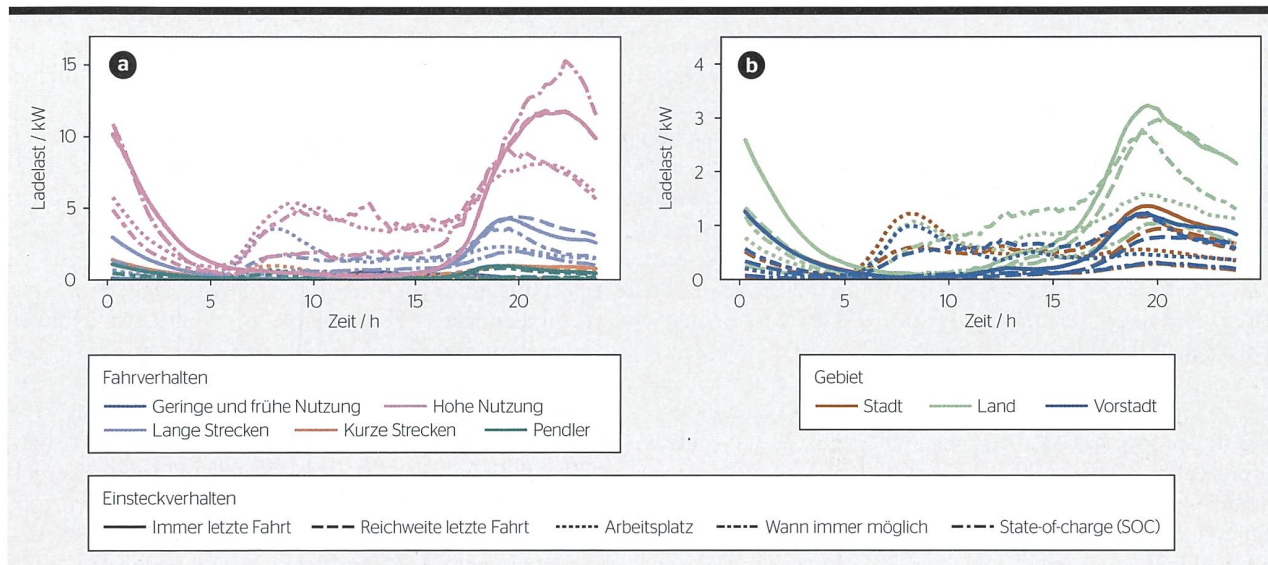 a
Ladelast / kW
15
10
5
0
0
5
10
15
20
Zeit / h
b
Ladelast / kW
4
3
2
1
0
0
5
10
15
20
Zeit / h
Fahrverhalten
Geringe und frühe Nutzung
Hohe Nutzung
Lange Strecken
Kurze Strecken
Pendler
Gebiet
Stadt
Land
Vorstadt
Einsteckverhalten
Immer letzte Fahrt
Reichweite letzte Fahrt
Arbeitsplatz
Wann immer möglich
State-of-charge (SOC)